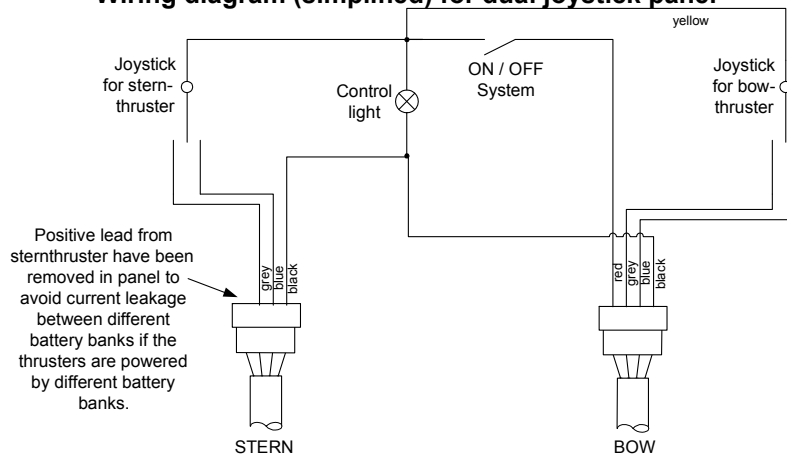 Wiring diagram (simplified) for dual joystick panel
yellow
Joystick
for stern-
thruster
Control
light
ON / OFF
System
Joystick
for bow-
thruster
Positive lead from
sternthruster have been
removed in panel to
avoid current leakage
between different
battery banks if the
thrusters are powered
by different battery
banks.
grey
blue
black
red
grey
blue
black
STERN
BOW